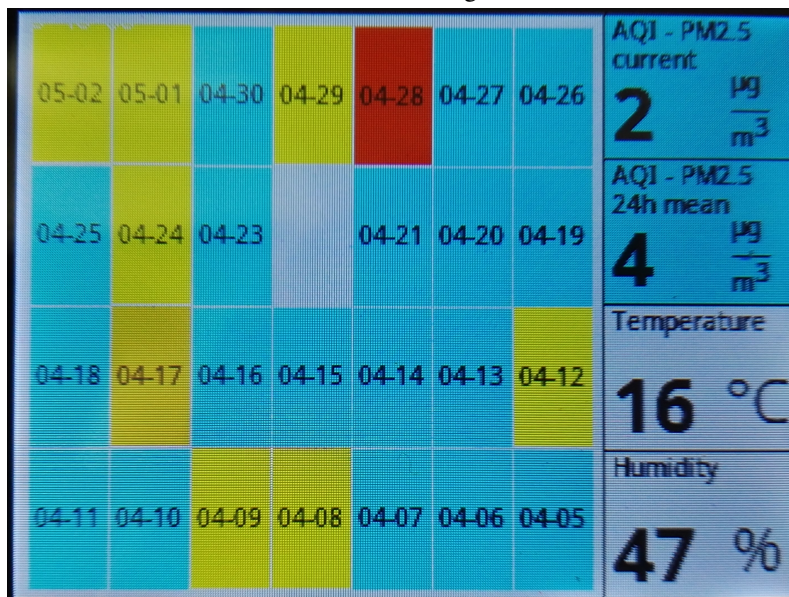 05-02 05-01 04-30 04-29 04-28 04-27 04-26
04-25 04-24 04-23 04-21 04-20 04-19
04-18 04-17 04-16 04-15 04-14 04-13 04-12
04-11 04-10 04-09 04-08 04-07 04-06 04-05
AQI - PM2.5
current
2 µg/m³
AQI - PM2.5
24h mean
4 µg/m³
Temperature
16 °C
Humidity
47 %